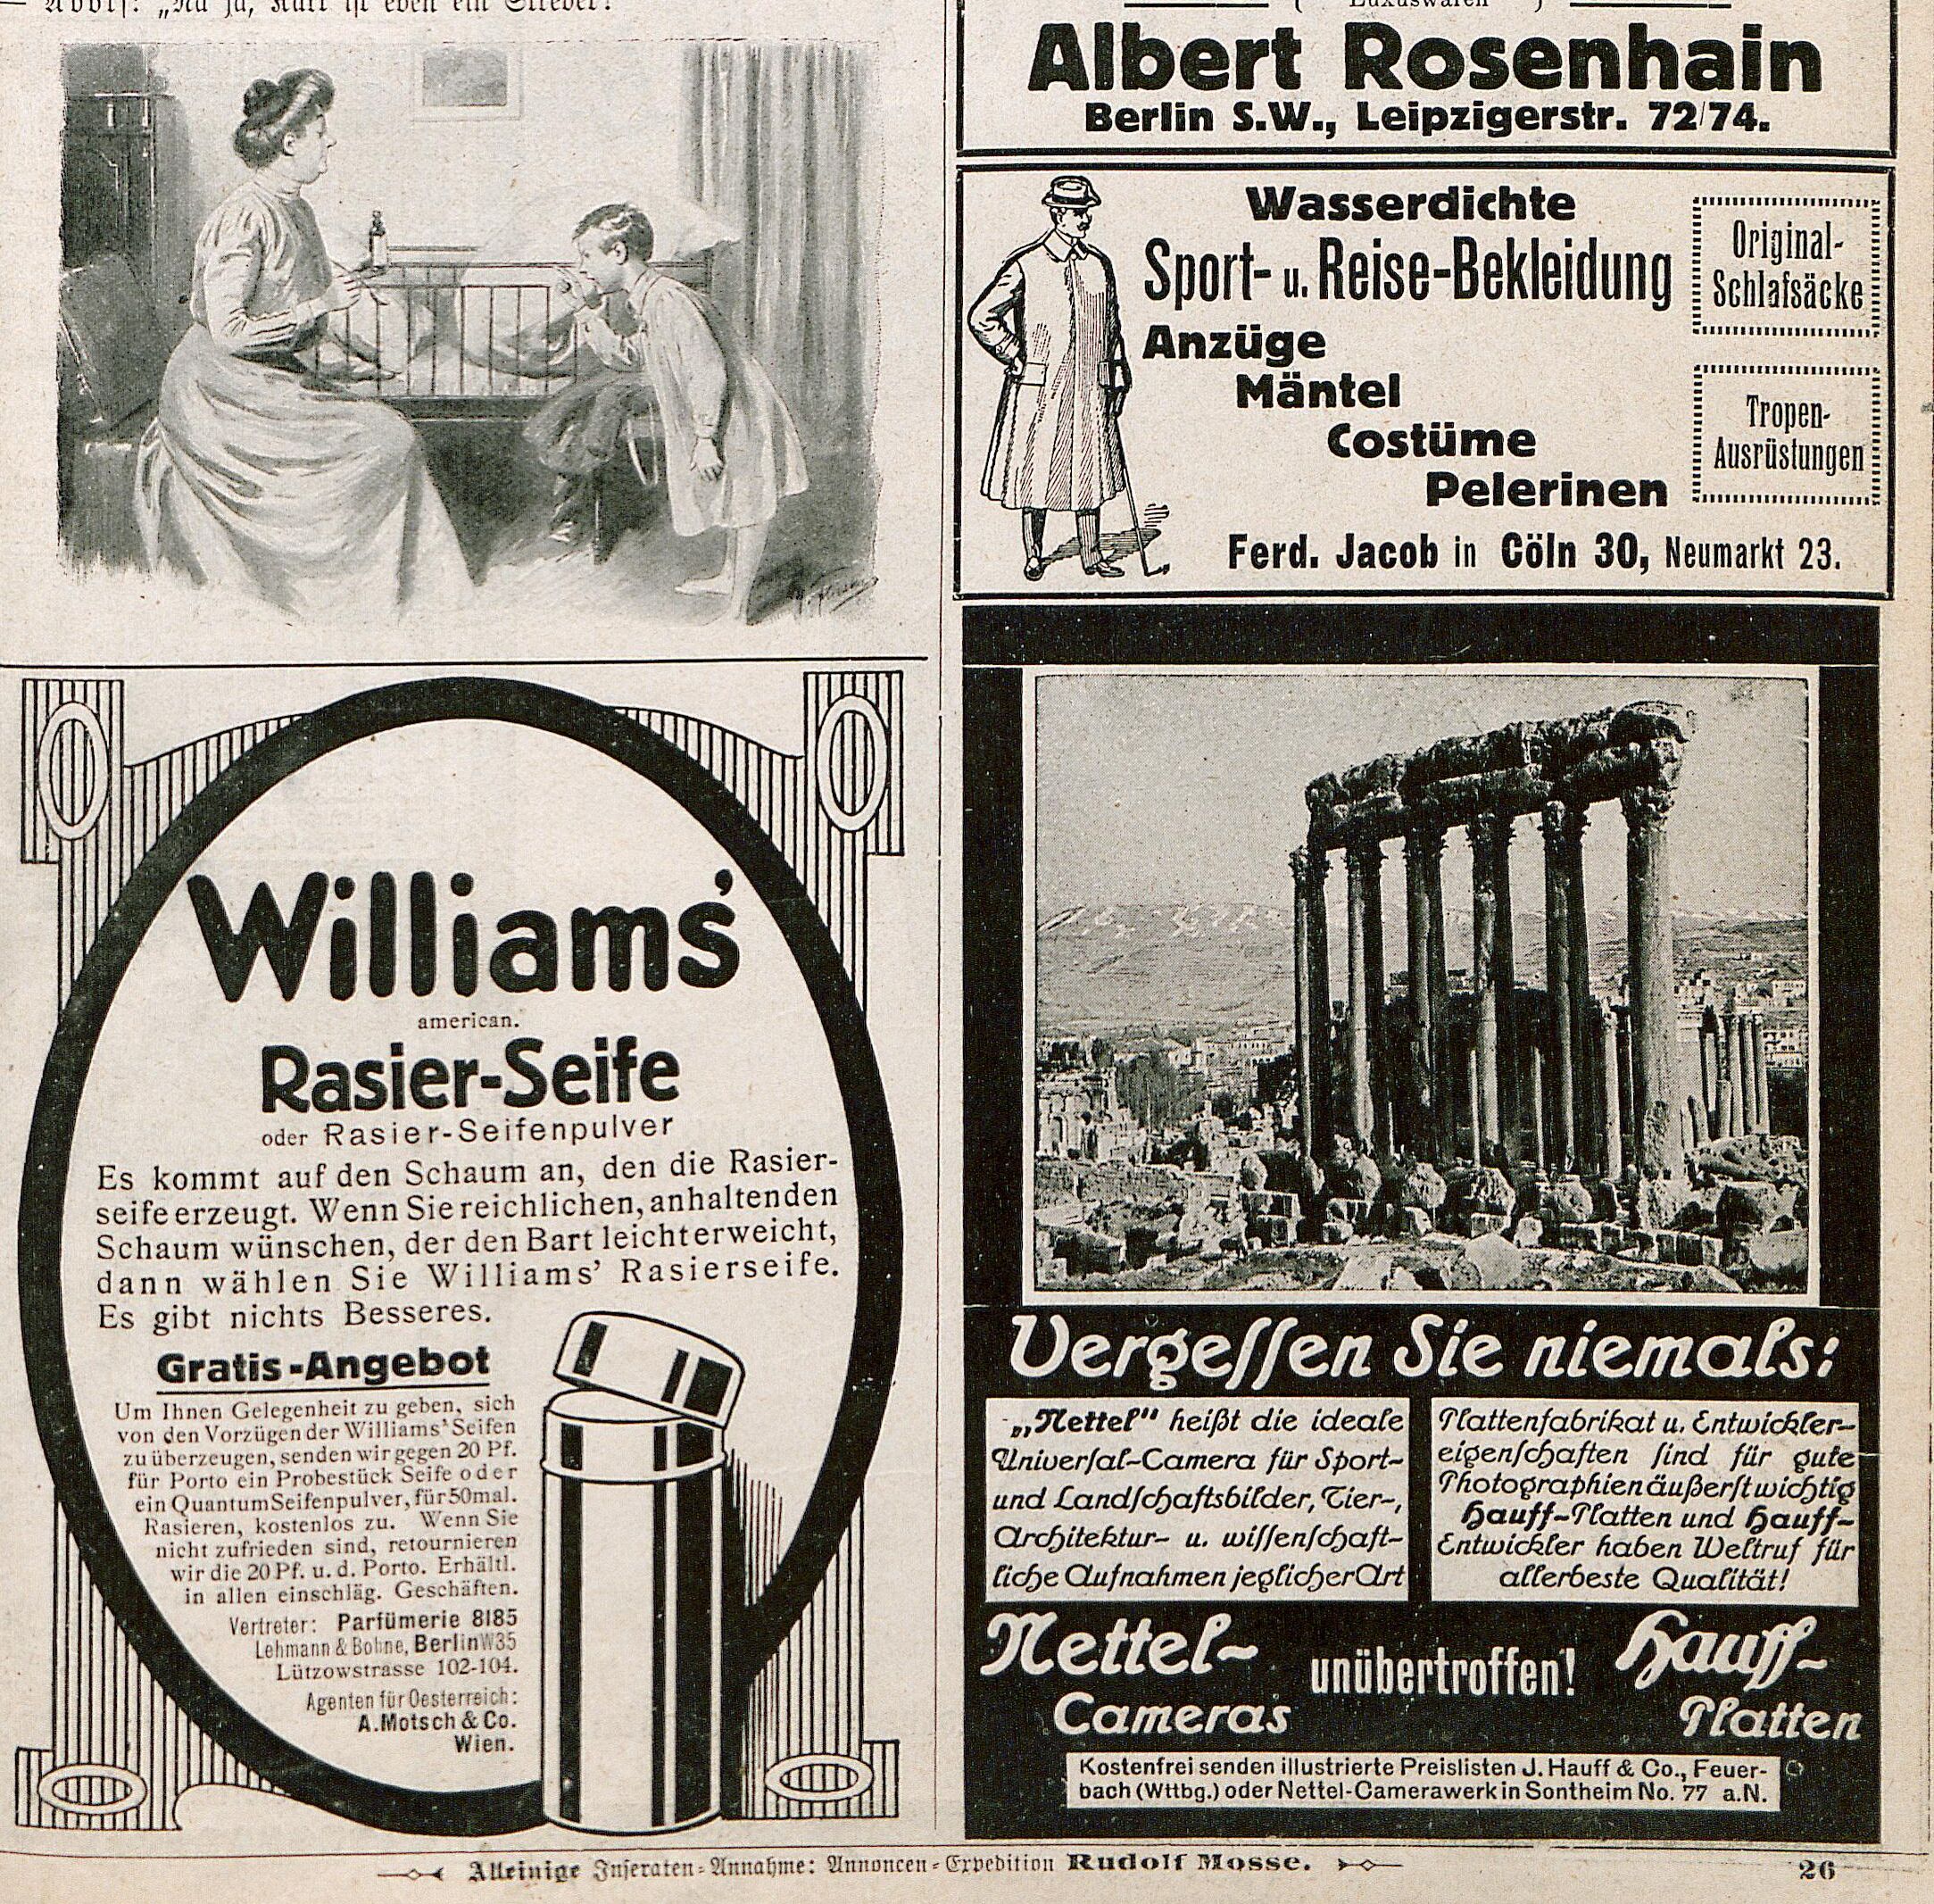 — Adolf: „Na ja, Karl ist eben ein Streber!
Williams'
american.
Rasier-Seife
oder Rasier-Seifenpulver
Es kommt auf den Schaum an, den die Rasier-
seife erzeugt. Wenn Sie reichlichen, anhaltenden
Schaum wünschen, der den Bart leicht erweicht,
dann wählen Sie Williams' Rasierseife.
Es gibt nichts Besseres.
Gratis-Angebot
Um Ihnen Gelegenheit zu geben, sich
von den Vorzügen der Williams' Seifen
zu überzeugen, senden wir gegen 20 Pf.
für Porto ein Probestück Seife oder
ein Quantum Seifenpulver, für 50mal.
Rasieren, kostenlos zu. Wenn Sie
nicht zufrieden sind, retournieren
wir die 20 Pf. u. d. Porto. Erhältl.
in allen einschläg. Geschäften.
Vertreter: Parfümerie 8185
Lehmann & Bohne, Berlin W35
Lützowstrasse 102-104.
Agenten für Oesterreich:
A. Motsch & Co.
Wien.
Luxuswaren
Albert Rosenhain
Berlin S.W., Leipzigerstr. 72/74.
Wasserdichte
Sport- u. Reise-Bekleidung
Anzüge
Mäntel
Costüme
Pelerinen
Original-
Schlafsäcke
Tropen-
Ausrüstungen
Ferd. Jacob in Cöln 30, Neumarkt 23.
Vergeſſen Sie niemals:
„Nettel" heißt die ideale
Univerſal-Camera für Sport-
und Landſchaftsbilder, Tier-,
Architektur- u. wiſſenſchaft-
liche Aufnahmen jeglicher Art
Plattenfabrikat u. Entwickler-
eigenſchaften ſind für gute
Photographien äußerſt wichtig
Hauff-Platten und Hauff-
Entwickler haben Weltruf für
allerbeste Qualität!
Nettel-
Cameras
unübertroffen!
Hauff-
Platten
Kostenfrei senden illustrierte Preislisten J. Hauff & Co., Feuer-
bach (Wttbg.) oder Nettel-Camerawerk in Sontheim No. 77 a.N.
Alleinige Inſeraten-Annahme: Annoncen-Expedition Rudolf Mosse.
26